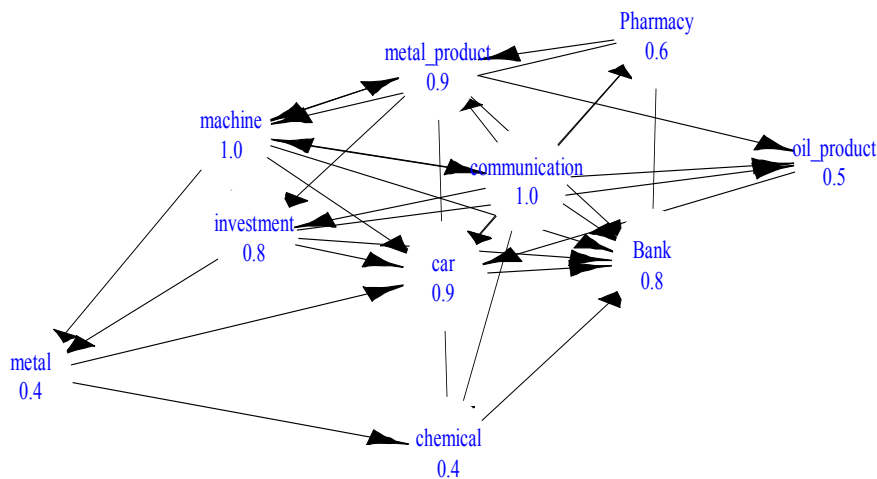 Pharmacy
0.6
metal_product
0.9
machine
1.0
oil_product
0.5
communication
1.0
investment
0.8
Bank
0.8
car
0.9
metal
0.4
chemical
0.4